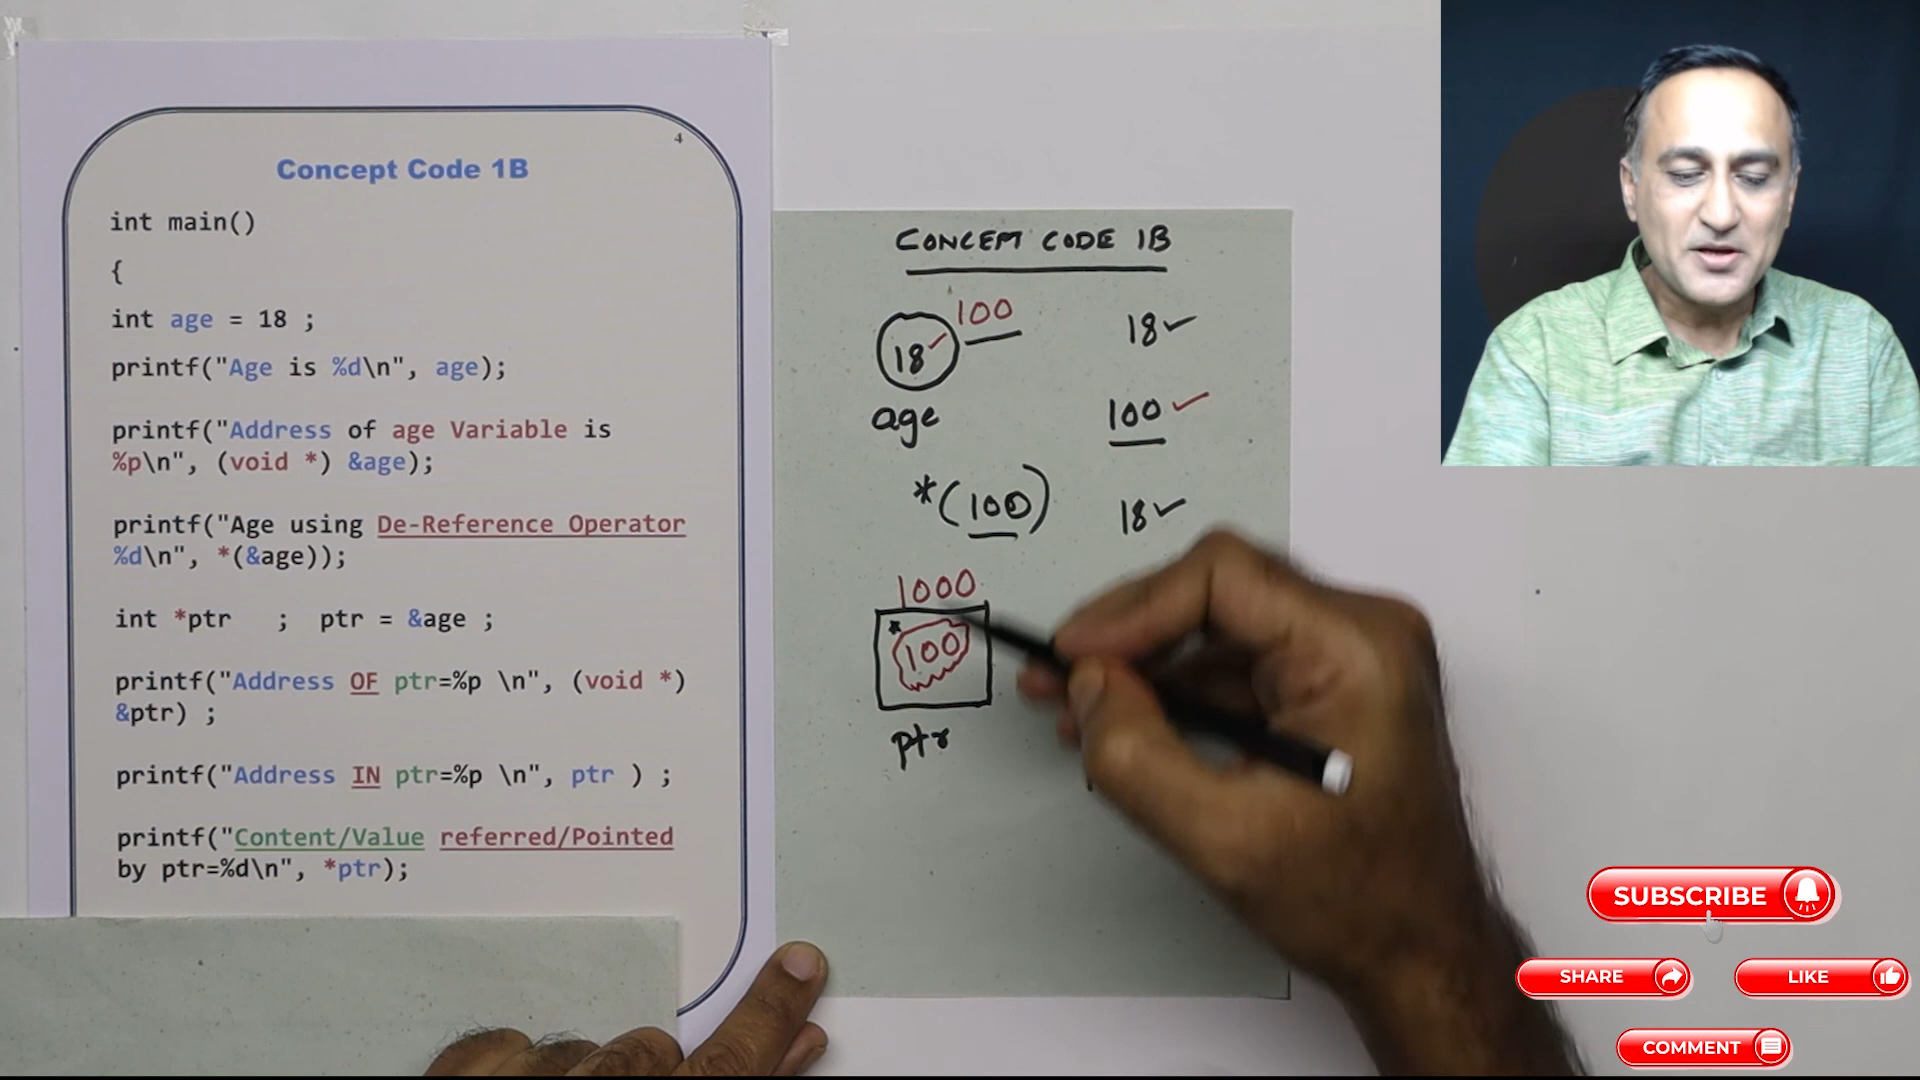 4
Concept Code 1B
int main()
{
int age = 18 ;
printf("Age is %d\n", age);
printf("Address of age Variable is
%p\n", (void *) &age);
printf("Age using De-Reference Operator
%d\n", *(&age));
int *ptr ; ptr = &age ;
printf("Address OF ptr=%p \n", (void *)
&ptr) ;
printf("Address IN ptr=%p \n", ptr ) ;
printf("Content/Value referred/Pointed
by ptr=%d\n", *ptr);
CONCEPT CODE 1B
100
18 18
age 100
*(100) 18
1000
* 100
ptr
SUBSCRIBE
SHARE LIKE
COMMENT